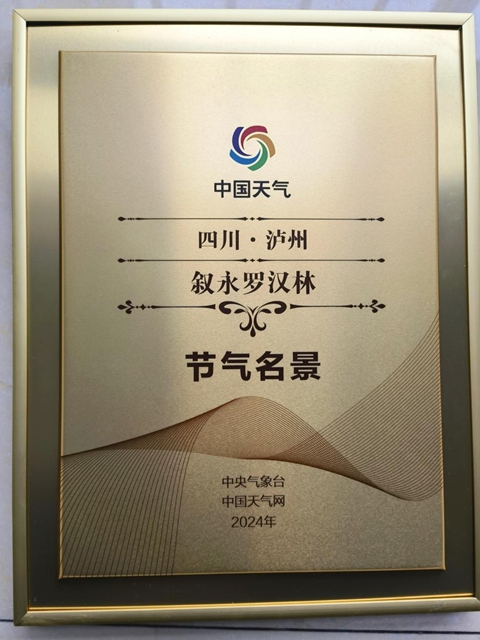 中国天气
四川·泸州
叙永罗汉林
节气名景
中央气象台
中国天气网
2024年